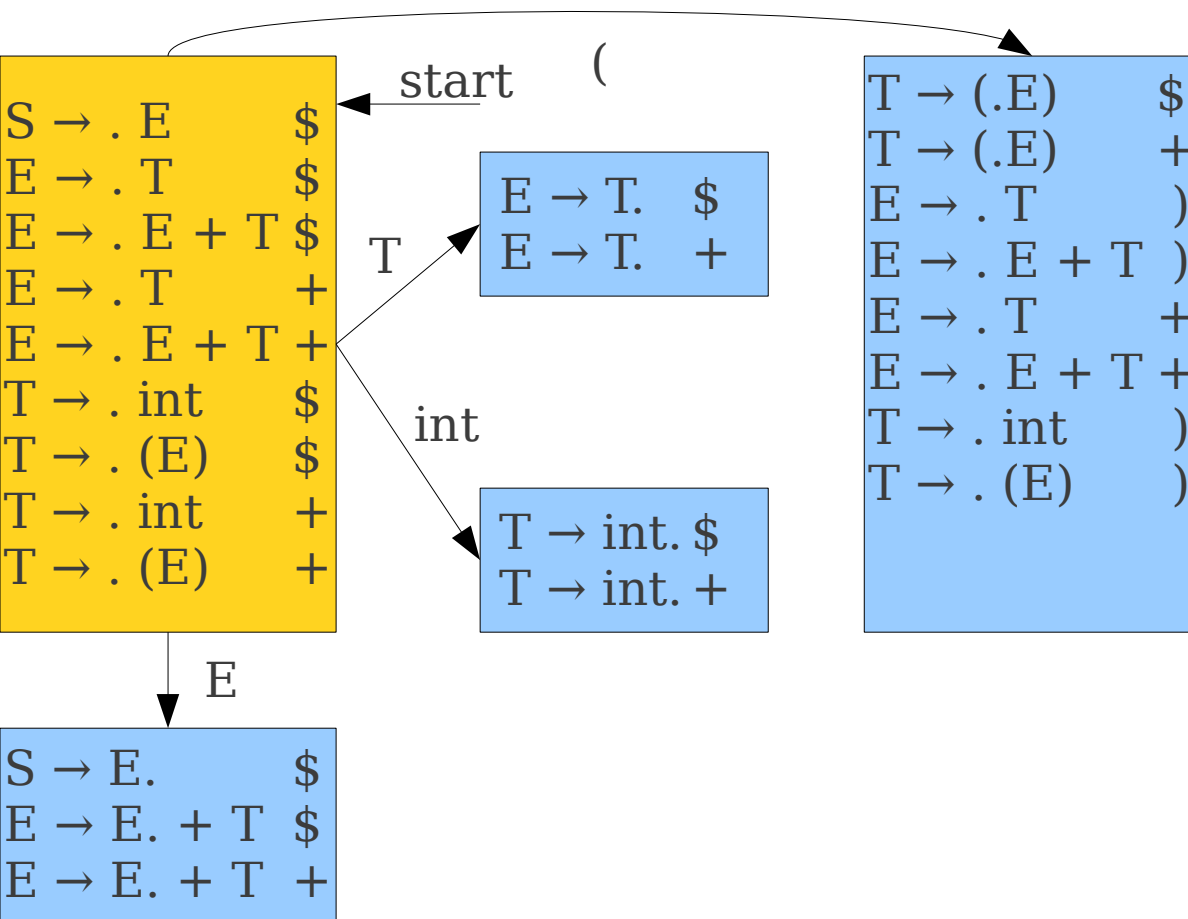 (
start
S → . E $
E → . T $
E → . E + T $
E → . T +
E → . E + T +
T → . int $
T → . (E) $
T → . int +
T → . (E) +
T
E → T. $
E → T. +
int
T → int. $
T → int. +
T → (.E) $
T → (.E) +
E → . T )
E → . E + T )
E → . T +
E → . E + T +
T → . int )
T → . (E) )
E
S → E. $
E → E. + T $
E → E. + T +